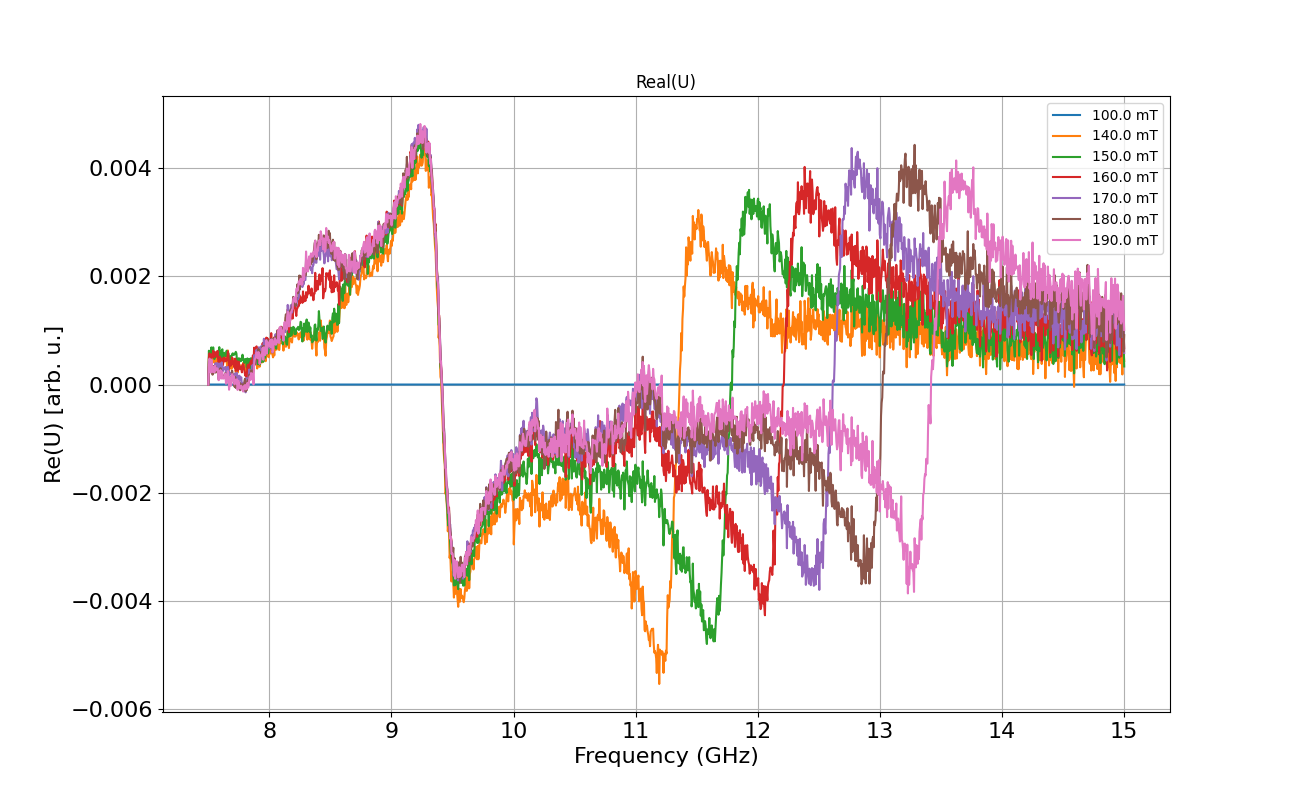 Real(U)
100.0 mT
140.0 mT
150.0 mT
160.0 mT
170.0 mT
180.0 mT
190.0 mT
0.004
0.002
0.000
−0.002
−0.004
−0.006
Re(U) [arb. u.]
8 9 10 11 12 13 14 15
Frequency (GHz)